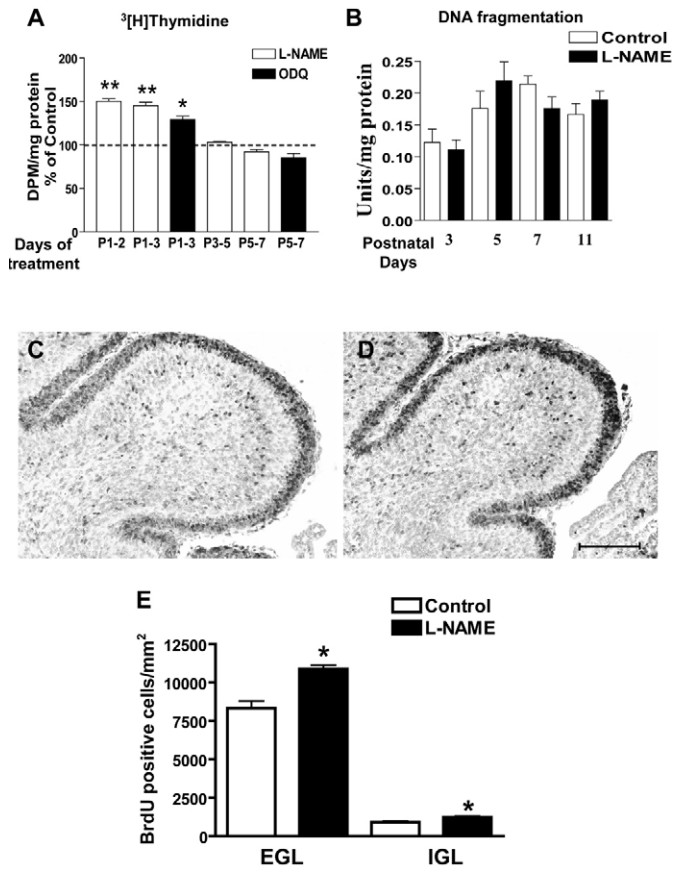 A
³[H]Thymidine
L-NAME
ODQ
DPM/mg protein
% of Control
200
150
100
50
0
** ** *
Days of treatment
P1-2 P1-3 P1-3 P3-5 P5-7 P5-7
B
DNA fragmentation
Control
L-NAME
Units/mg protein
0.25
0.20
0.15
0.10
0.05
0.00
Postnatal Days
3 5 7 11
C
D
E
Control
L-NAME
BrdU positive cells/mm²
12500
10000
7500
5000
2500
0
*
*
EGL IGL